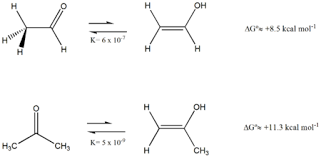 O OH
H H H
K= 6 x 10⁻⁷ ΔG°≈ +8.5 kcal mol⁻¹
H H H H
O H OH
K= 5 x 10⁻⁹ ΔG°≈ +11.3 kcal mol⁻¹
H₃C CH₃ H CH₃